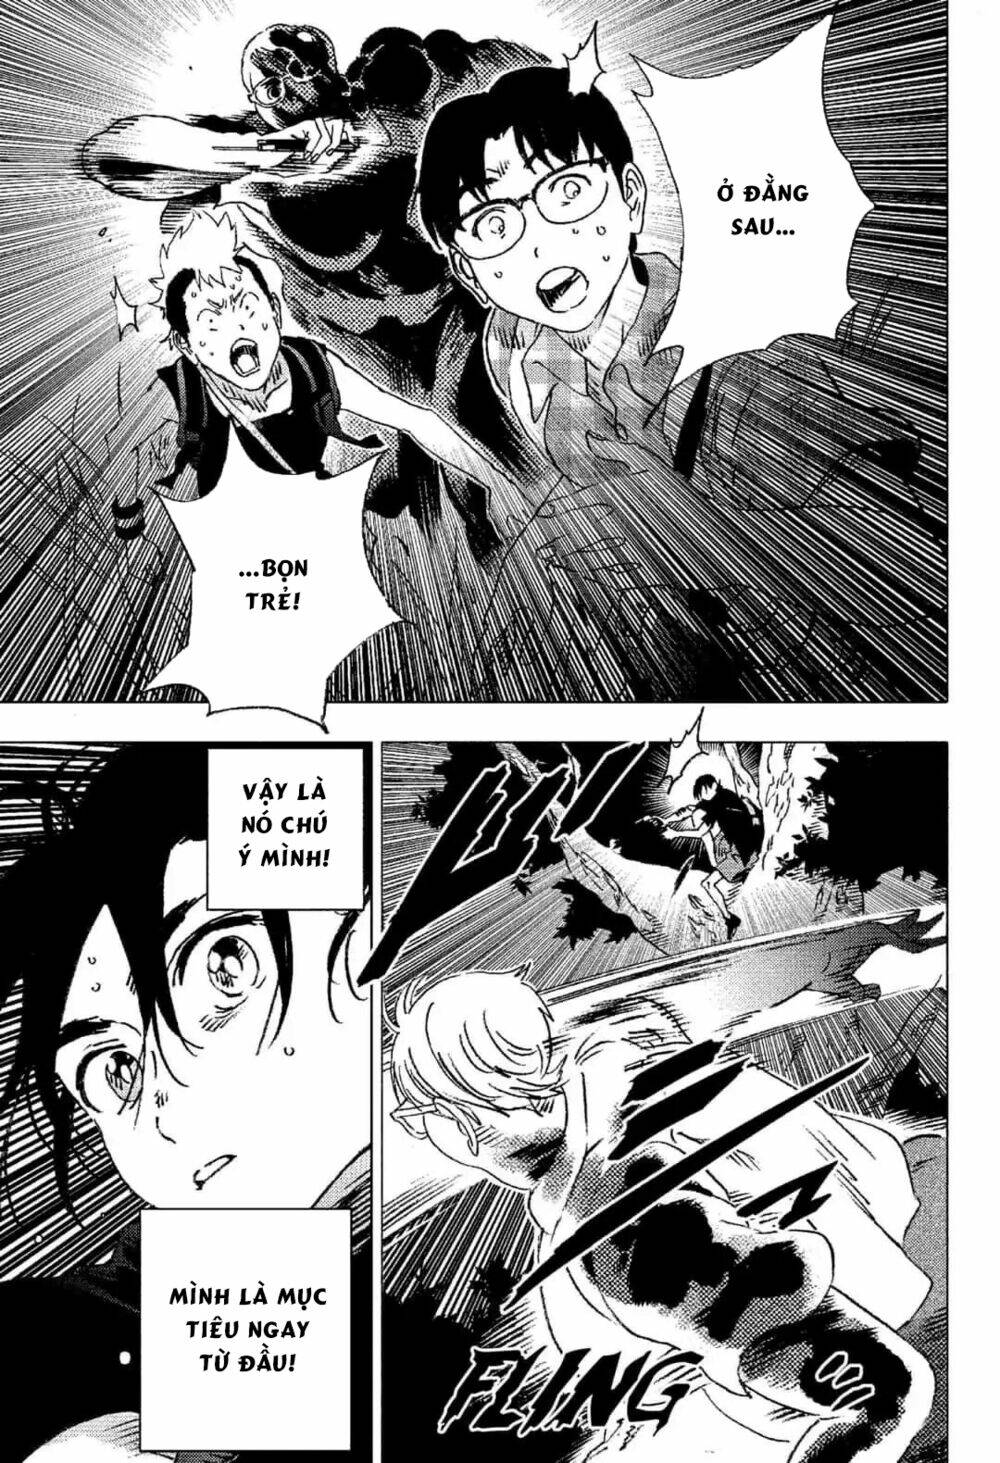 Ở ĐẰNG
SAU...
...BỌN
TRẺ!
VẬY LÀ
NÓ CHÚ
Ý MÌNH!
MÌNH LÀ MỤC
TIÊU NGAY
TỪ ĐẦU!
FLING